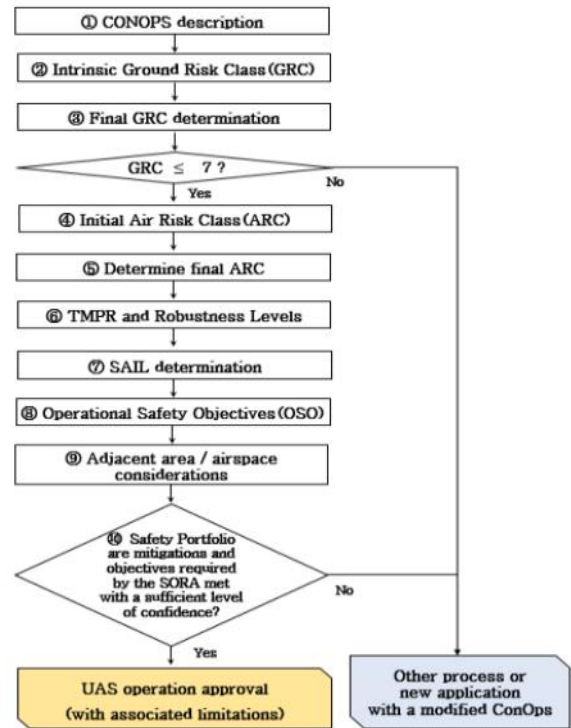 ① CONOPS description
② Intrinsic Ground Risk Class(GRC)
③ Final GRC determination
GRC ≤ 7 ?
No
Yes
④ Initial Air Risk Class(ARC)
⑤ Determine final ARC
⑥ TMPR and Robustness Levels
⑦ SAIL determination
⑧ Operational Safety Objectives(OSO)
⑨ Adjacent area / airspace
considerations
⑩ Safety Portfolio
are mitigations and
objectives required
by the SORA met
with a sufficient level
of confidence?
No
Yes
UAS operation approval
(with associated limitations)
Other process or
new application
with a modified ConOps